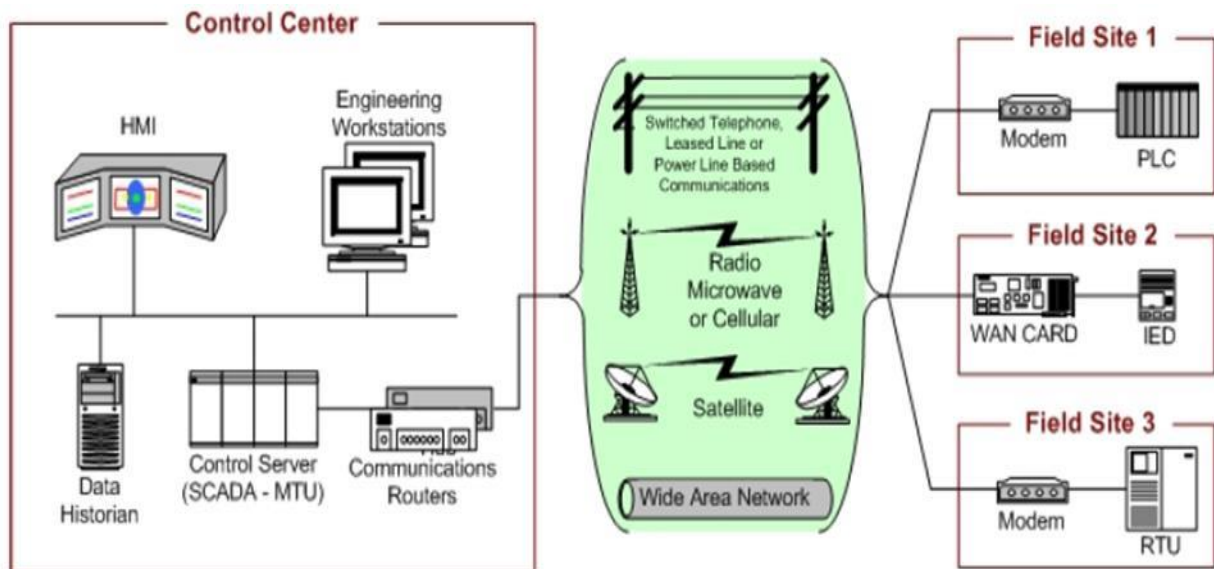 Control Center
HMI
Engineering
Workstations
Data
Historian
Control Server
(SCADA - MTU)
Communications
Routers
Switched Telephone,
Leased Line or
Power Line Based
Communications
Radio
Microwave
or Cellular
Satellite
Wide Area Network
Field Site 1
Modem
PLC
Field Site 2
WAN CARD
IED
Field Site 3
Modem
RTU